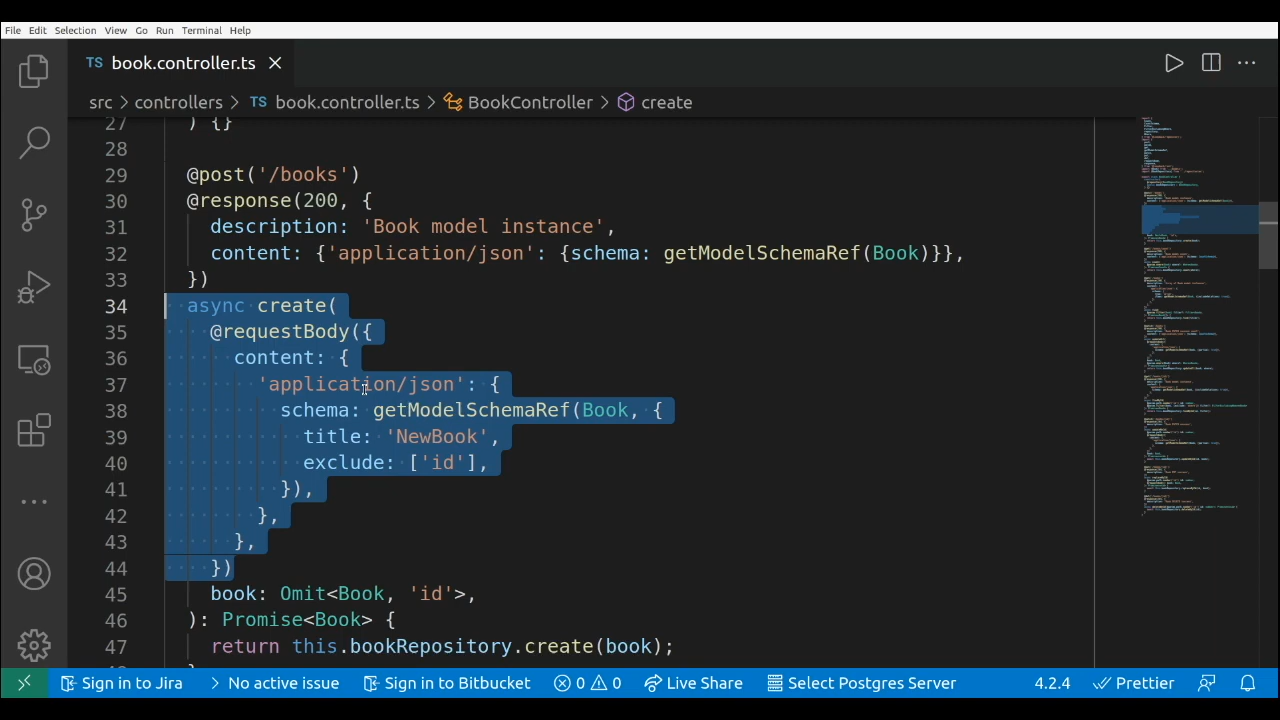 File Edit Selection View Go Run Terminal Help
TS book.controller.ts
src > controllers > TS book.controller.ts > BookController > create
27 ) {}
28
29 @post('/books')
30 @response(200, {
31 description: 'Book model instance',
32 content: {'application/json': {schema: getModelSchemaRef(Book)}},
33 })
34 async create(
35 @requestBody({
36 content: {
37 'application/json': {
38 schema: getModelSchemaRef(Book, {
39 title: 'NewBook',
40 exclude: ['id'],
41 }),
42 },
43 },
44 })
45 book: Omit<Book, 'id'>,
46 ): Promise<Book> {
47 return this.bookRepository.create(book);
Sign in to Jira > No active issue Sign in to Bitbucket 0 0 Live Share Select Postgres Server 4.2.4 Prettier